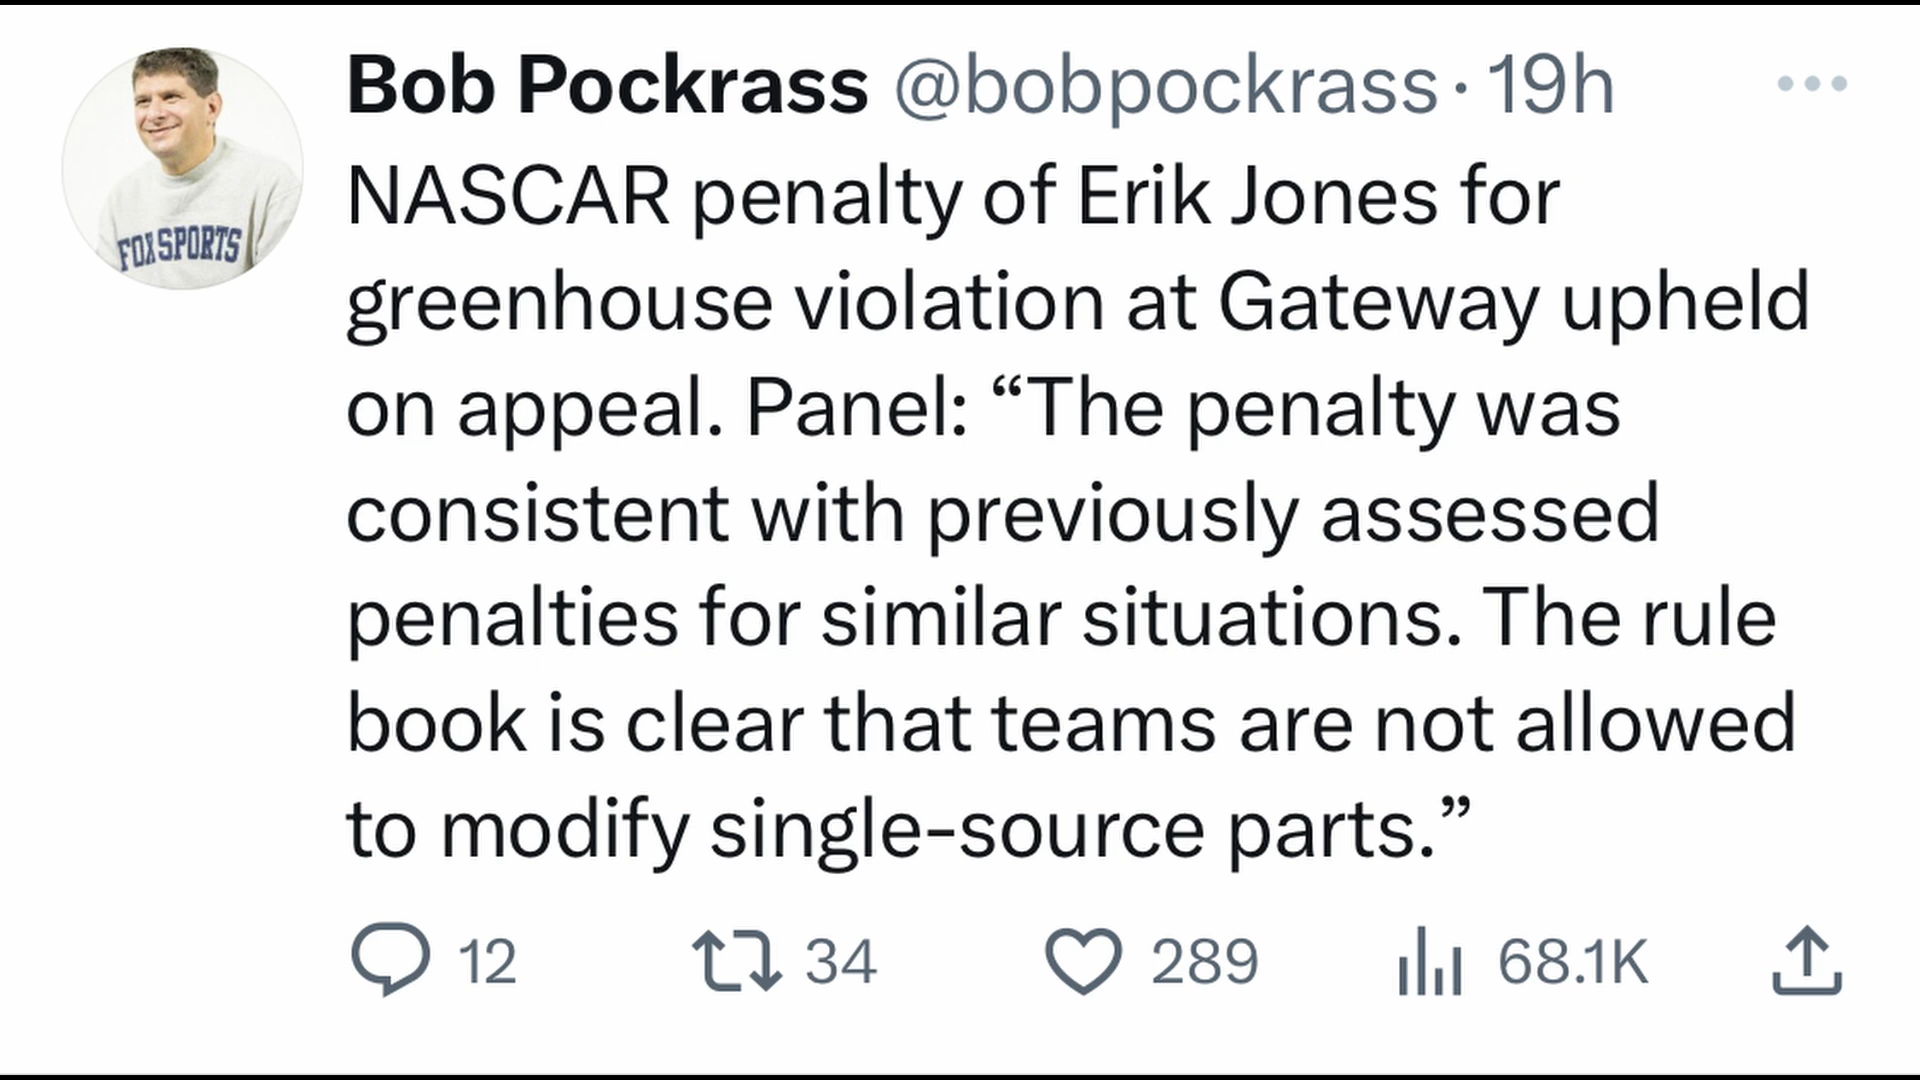 Bob Pockrass @bobpockrass · 19h
NASCAR penalty of Erik Jones for
greenhouse violation at Gateway upheld
on appeal. Panel: “The penalty was
consistent with previously assessed
penalties for similar situations. The rule
book is clear that teams are not allowed
to modify single-source parts.”
FOX SPORTS
12 34 289 68.1K